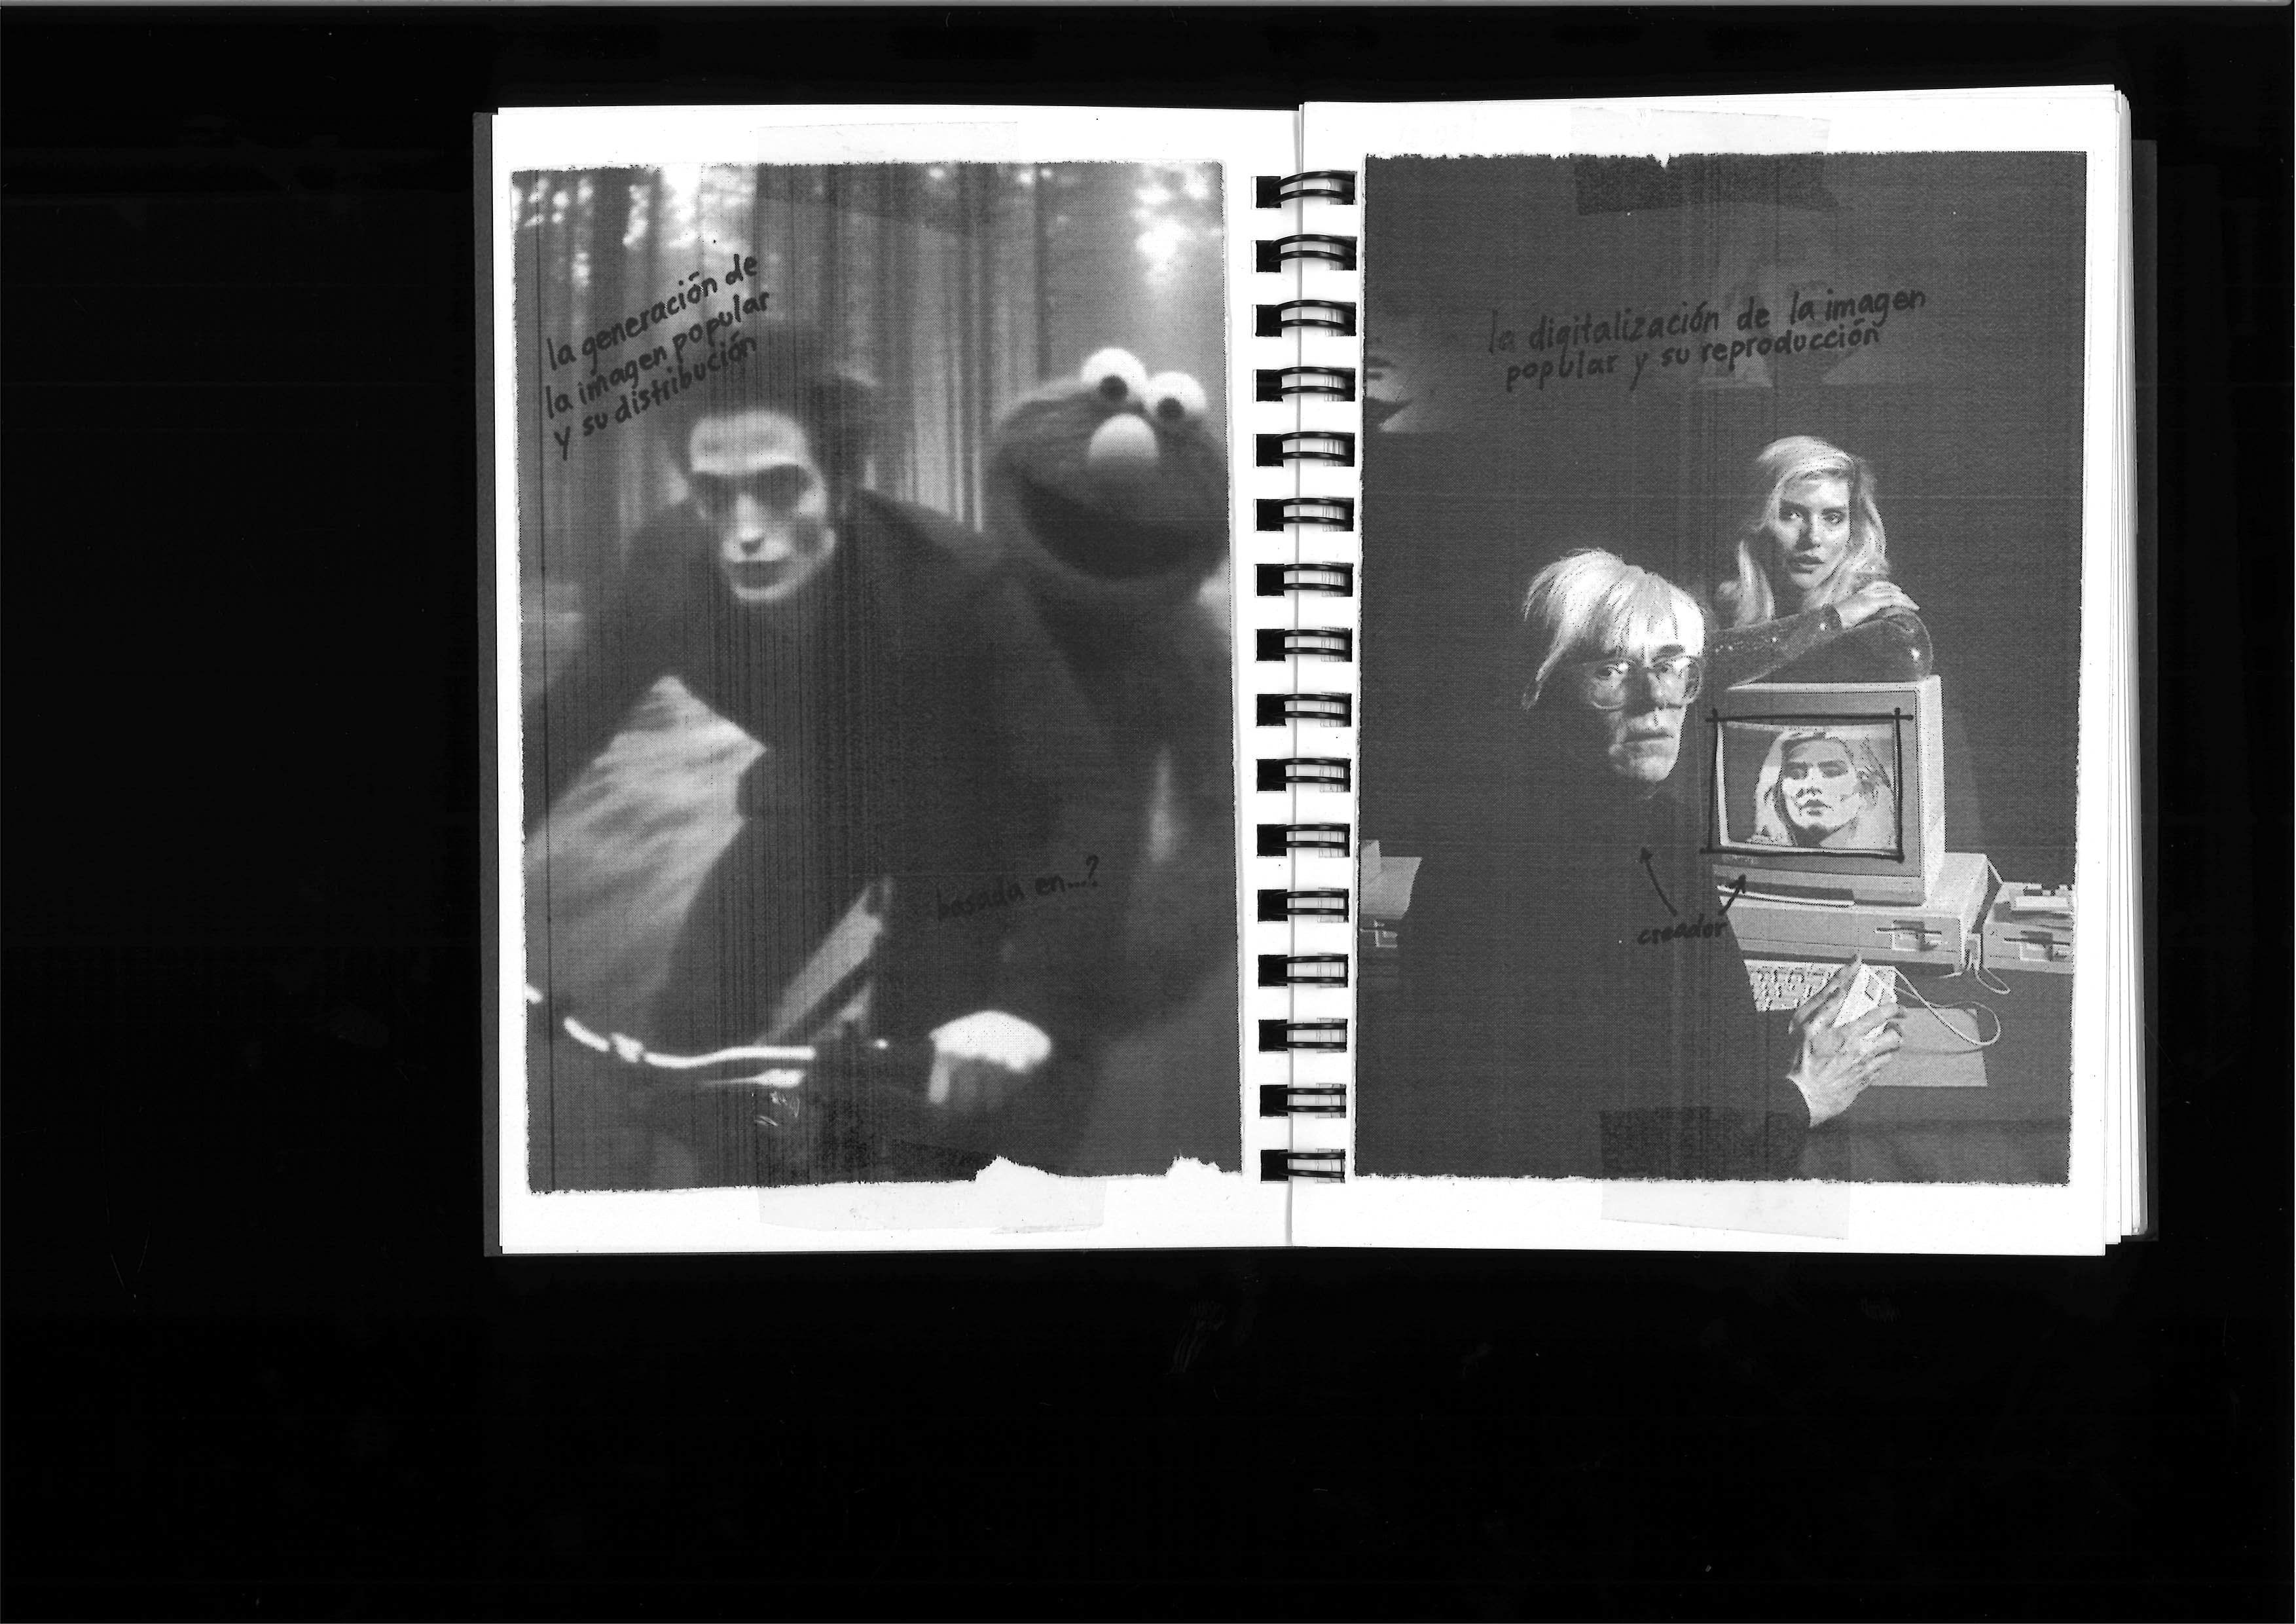 la generación de
la imagen popular
y su distribución
basada en...?
la digitalización de la imagen
popular y su reproducción
creador